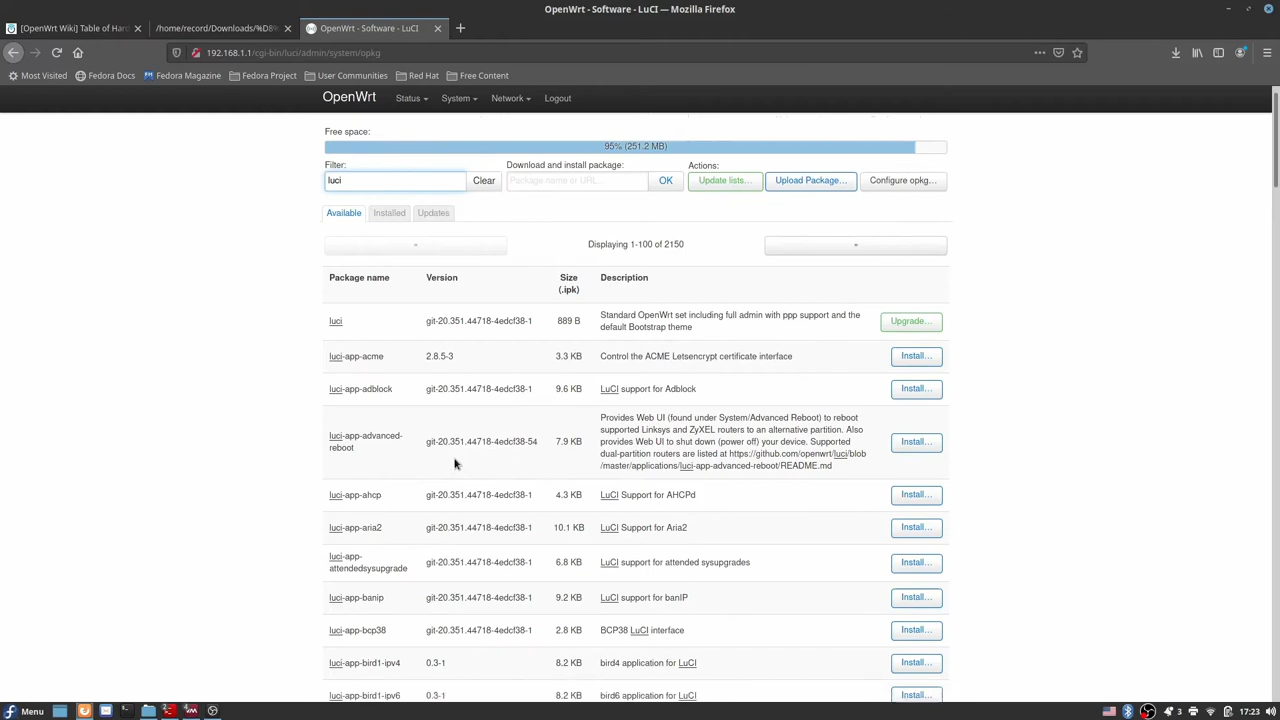 OpenWrt - Software - LuCI — Mozilla Firefox
[OpenWrt Wiki] Table of Hard
/home/record/Downloads/%D8%
OpenWrt - Software - LuCI
192.168.1.1/cgi-bin/luci/admin/system/opkg
Most Visited Fedora Docs Fedora Magazine Fedora Project User Communities Red Hat Free Content
OpenWrt Status System Network Logout
Free space:
95% (251.2 MB)
Filter: Download and install package: Actions:
luci Clear Package name or URL... OK Update lists... Upload Package... Configure opkg...
Available Installed Updates
« Displaying 1-100 of 2150 »
Package name Version Size (.ipk) Description
luci git-20.351.44718-4edcf38-1 889 B Standard OpenWrt set including full admin with ppp support and the
default Bootstrap theme Upgrade...
luci-app-acme 2.8.5-3 3.3 KB Control the ACME Letsencrypt certificate interface Install...
luci-app-adblock git-20.351.44718-4edcf38-1 9.6 KB LuCI support for Adblock Install...
luci-app-advanced-
reboot git-20.351.44718-4edcf38-54 7.9 KB Provides Web UI (found under System/Advanced Reboot) to reboot
supported Linksys and ZyXEL routers to an alternative partition. Also
provides Web UI to shut down (power off) your device. Supported
dual-partition routers are listed at https://github.com/openwrt/luci/blob
/master/applications/luci-app-advanced-reboot/README.md Install...
luci-app-ahcp git-20.351.44718-4edcf38-1 4.3 KB LuCI Support for AHCPd Install...
luci-app-aria2 git-20.351.44718-4edcf38-1 10.1 KB LuCI Support for Aria2 Install...
luci-app-
attendedsysupgrade git-20.351.44718-4edcf38-1 6.8 KB LuCI support for attended sysupgrades Install...
luci-app-banip git-20.351.44718-4edcf38-1 9.2 KB LuCI support for banIP Install...
luci-app-bcp38 git-20.351.44718-4edcf38-1 2.8 KB BCP38 LuCI interface Install...
luci-app-bird1-ipv4 0.3-1 8.2 KB bird4 application for LuCI Install...
luci-app-bird1-ipv6 0.3-1 8.2 KB bird6 application for LuCI Install...
Menu 3 17:23